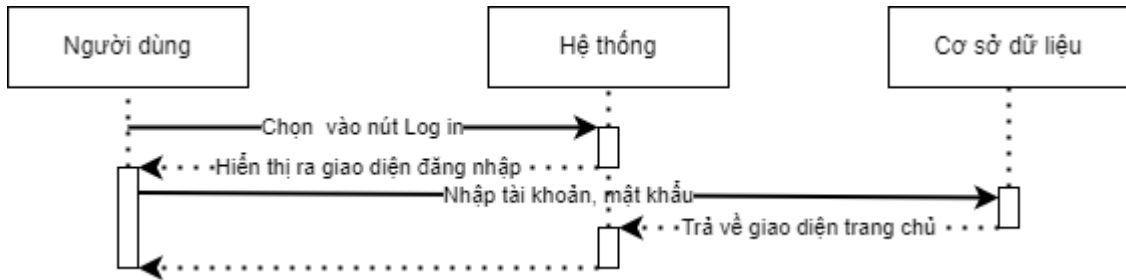 Người dùng
Hệ thống
Cơ sở dữ liệu
Chọn vào nút Log in
Hiển thị ra giao diện đăng nhập
Nhập tài khoản, mật khẩu
Trả về giao diện trang chủ